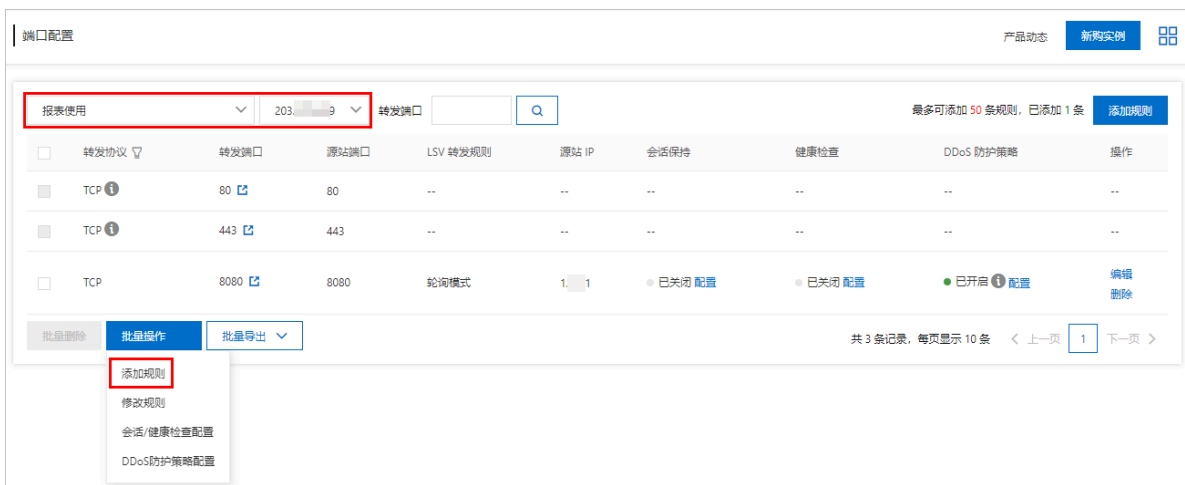 端口配置
产品动态
新购实例
报表使用
203. 9
转发端口
最多可添加 50 条规则，已添加 1 条
添加规则
转发协议 转发端口 源站端口 LSV 转发规则 源站 IP 会话保持 健康检查 DDoS 防护策略 操作
TCP 80 80 -- -- -- -- -- --
TCP 443 443 -- -- -- -- -- --
TCP 8080 8080 轮询模式 1. 1 已关闭 配置 已关闭 配置 已开启 配置 编辑
删除
批量删除 批量操作 批量导出 共 3 条记录，每页显示 10 条 上一页 1 下一页
添加规则
修改规则
会话/健康检查配置
DDoS防护策略配置